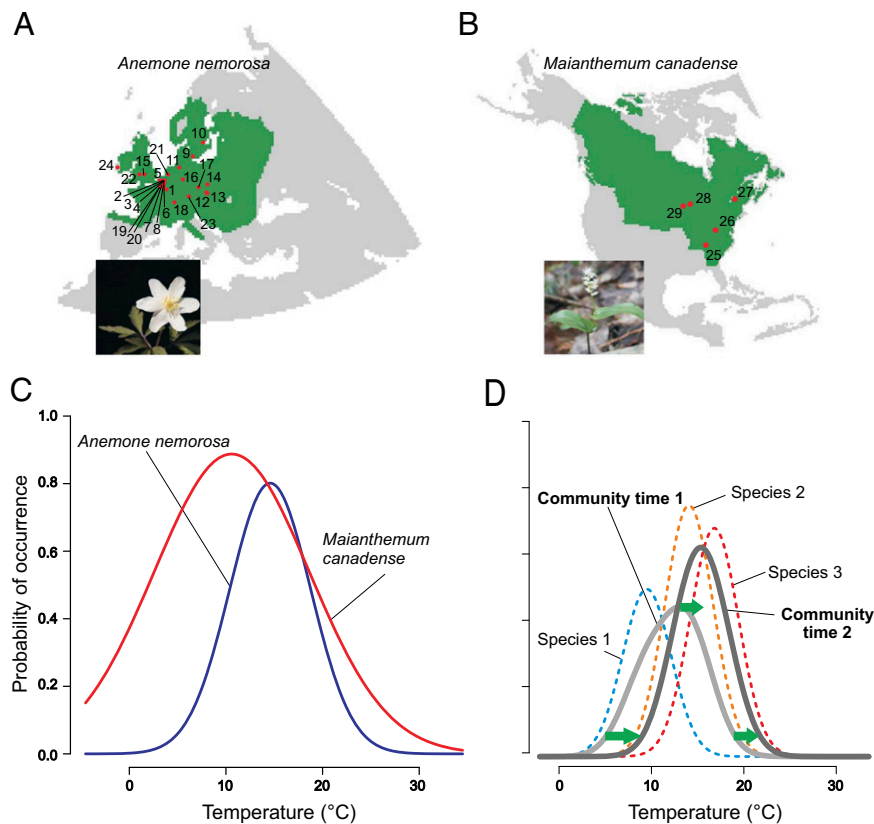 A
Anemone nemorosa
10
9
21
11
17
24
15
5
16
14
22
2
1
3
4
6
18
12
13
19
7
8
23
20
B
Maianthemum canadense
28
27
29
26
25
C
1.0
0.8
0.6
0.4
0.2
0.0
Probability of occurrence
Anemone nemorosa
Maianthemum
canadense
0
10
20
30
Temperature (°C)
D
Community time 1
Species 2
Species 3
Species 1
Community
time 2
0
10
20
30
Temperature (°C)